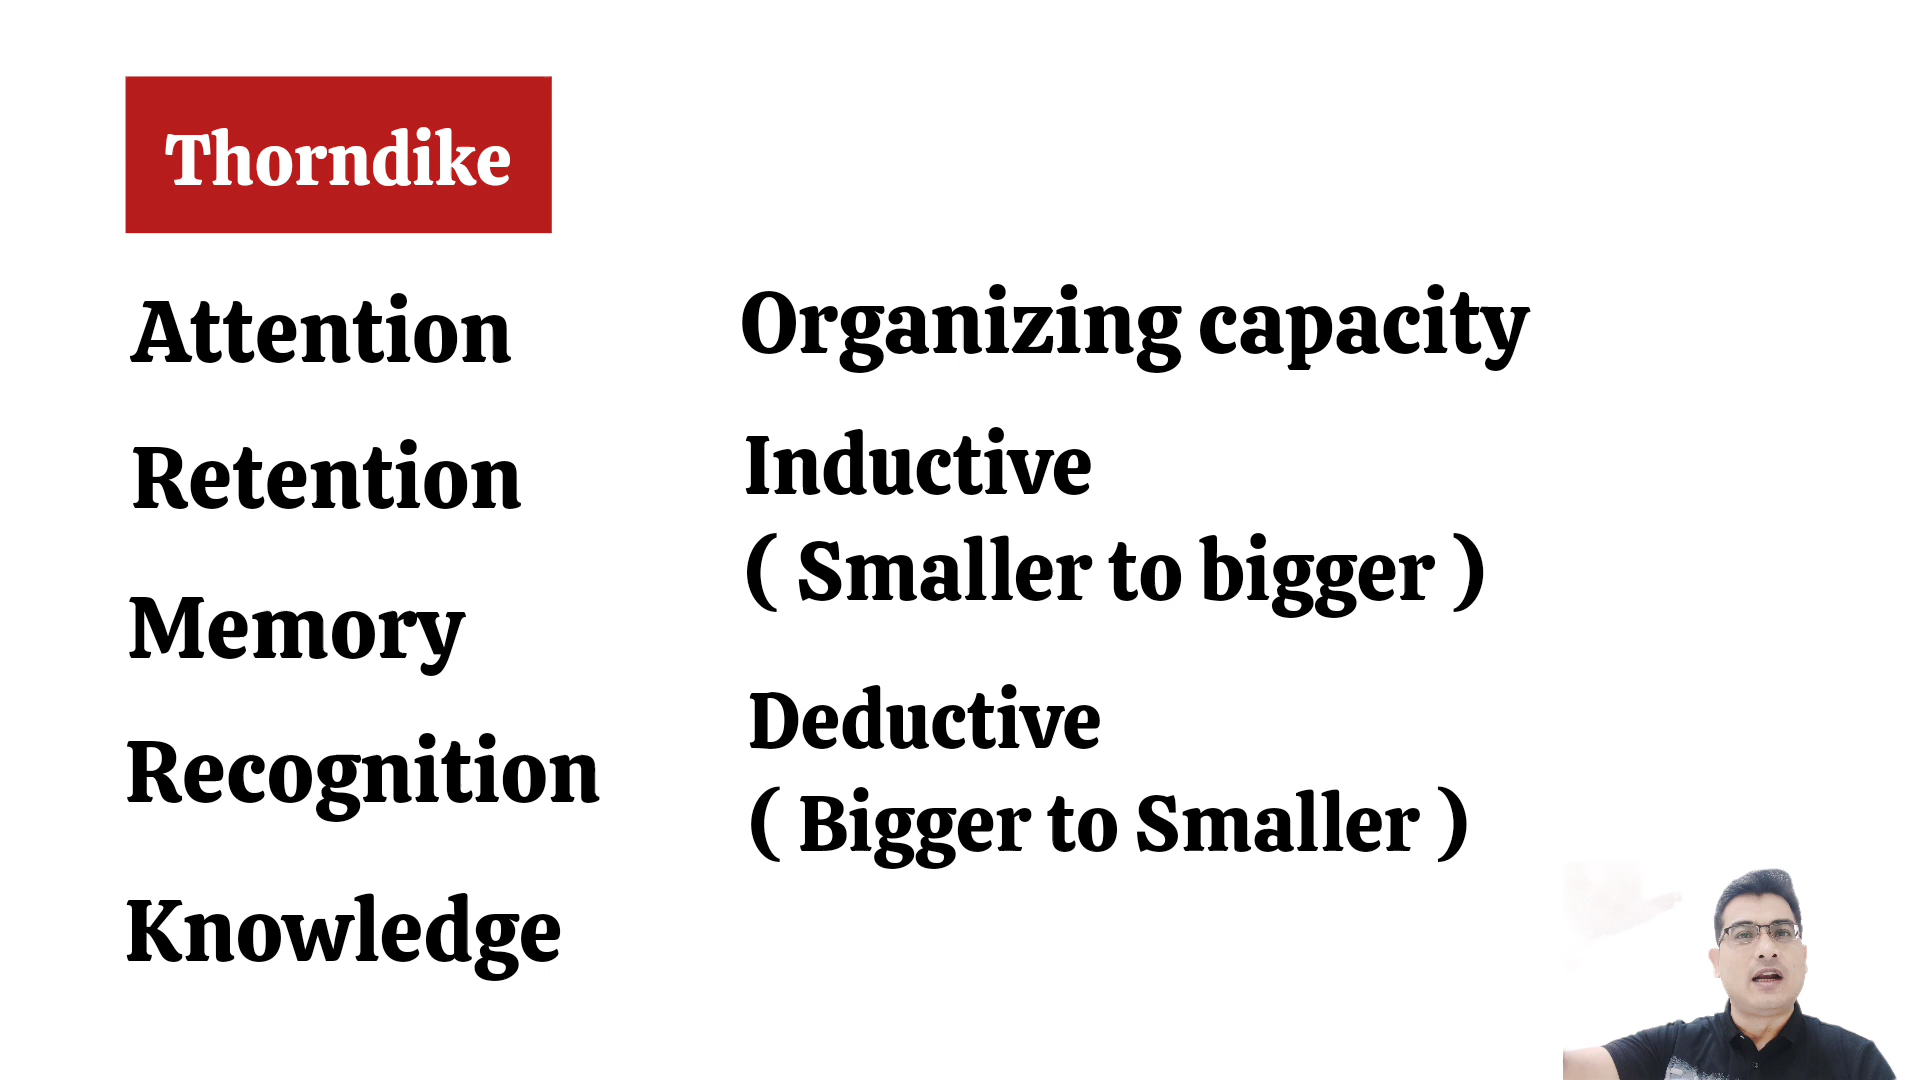 Thorndike
Attention
Retention
Memory
Recognition
Knowledge
Organizing capacity
Inductive
( Smaller to bigger )
Deductive
( Bigger to Smaller )